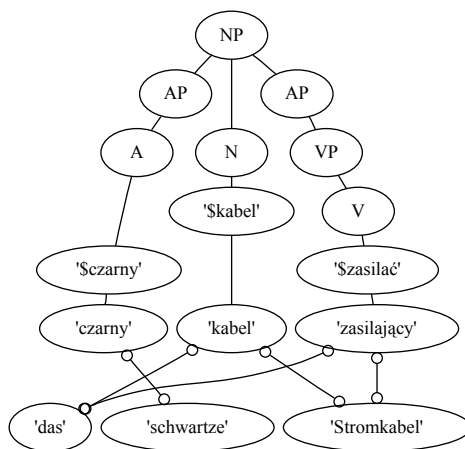 NP
AP AP
A N VP
'$kabel' V
'$czarny' '$zasilać'
'czarny' 'kabel' 'zasilający'
'das' 'schwartze' 'Stromkabel'